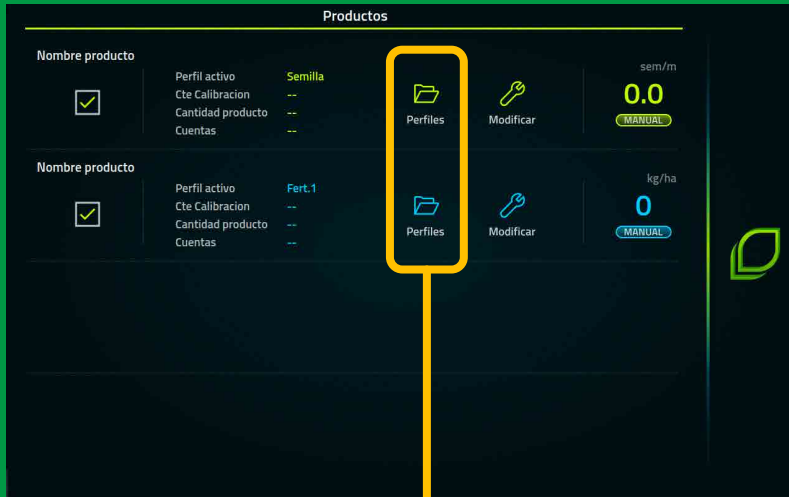 Productos
Nombre producto
Perfil activo Semilla
Cte Calibracion --
Cantidad producto --
Cuentas --
Perfiles
Modificar
sem/m
0.0
MANUAL
Nombre producto
Perfil activo Fert.1
Cte Calibracion --
Cantidad producto --
Cuentas --
Perfiles
Modificar
kg/ha
0
MANUAL